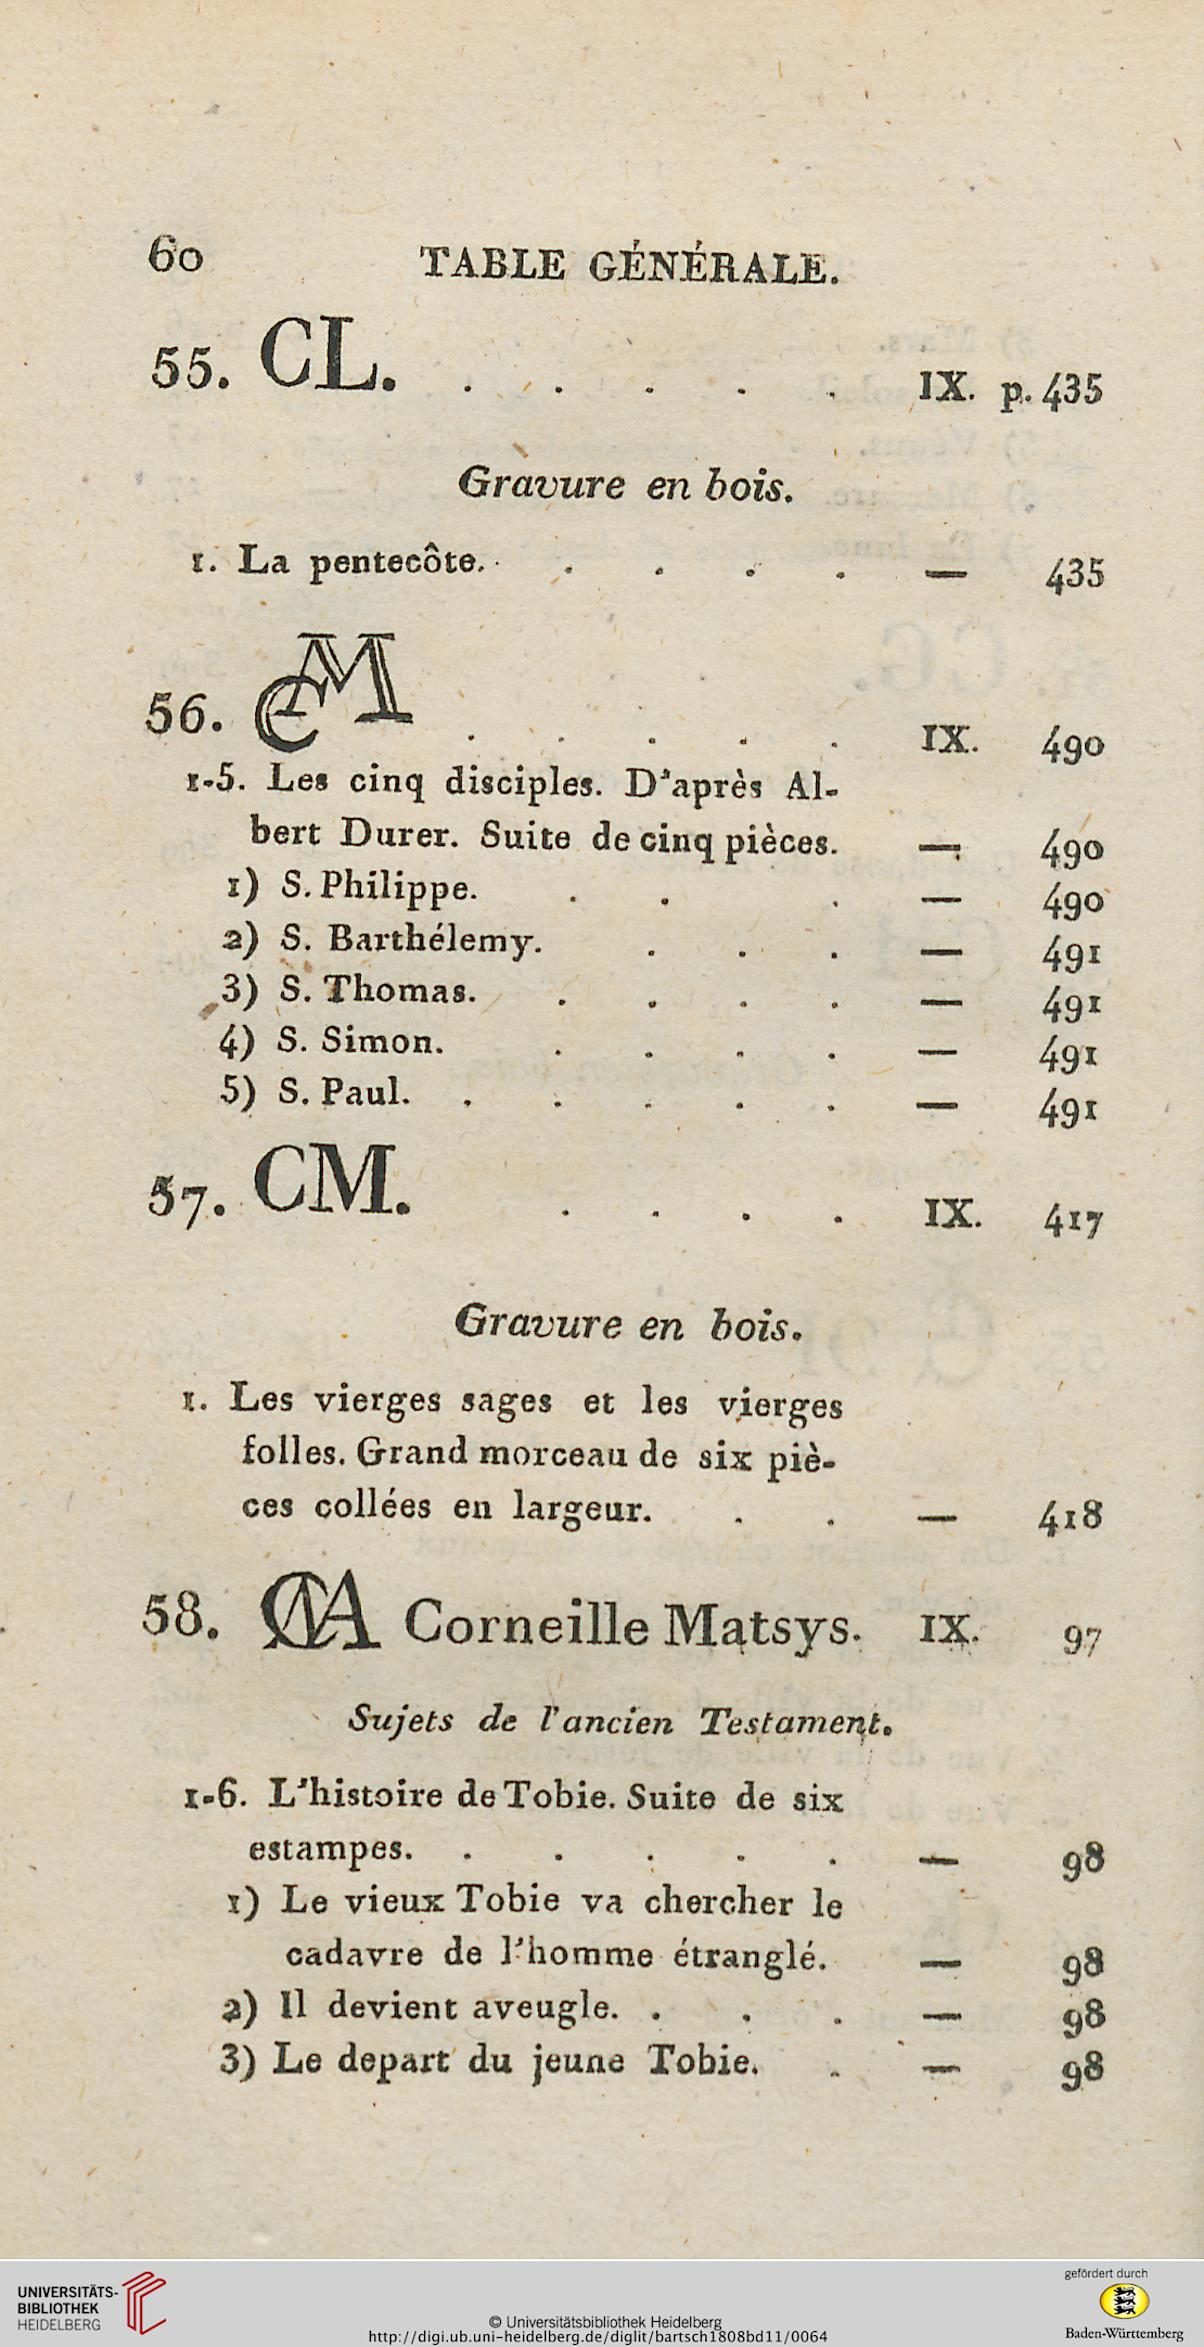 60 TABLE GÉNÉRALE.
55. CL. . . . . . IX. p. 435
Gravure en bois.
1. La pentecôte. . . . . — 435
56. CM . . . . . IX. 490
1-5. Les cinq disciples. D'après Al-
bert Durer. Suite de cinq pièces. — 490
1) S. Philippe. . . . — 490
2) S. Barthélemy. . . . — 491
3) S. Thomas. . . . . — 491
4) S. Simon. . . . . — 491
5) S. Paul. . . . . . — 491
57. CM. . . . . IX. 417
Gravure en bois.
1. Les vierges sages et les vierges
folles. Grand morceau de six piè-
ces collées en largeur. . . — 418
58. CMA Corneille Matsys. IX. 97
Sujets de l'ancien Testament.
1-6. L'histoire de Tobie. Suite de six
estampes. . . . . . — 98
1) Le vieux Tobie va chercher le
cadavre de l'homme étranglé. — 98
2) Il devient aveugle. . . . — 98
3) Le depart du jeune Tobie. . — 98
UNIVERSITÄTS-
BIBLIOTHEK
HEIDELBERG
© Universitätsbibliothek Heidelberg
http://digi.ub.uni-heidelberg.de/diglit/bartsch1808bd11/0064
gefördert durch
Baden-Württemberg